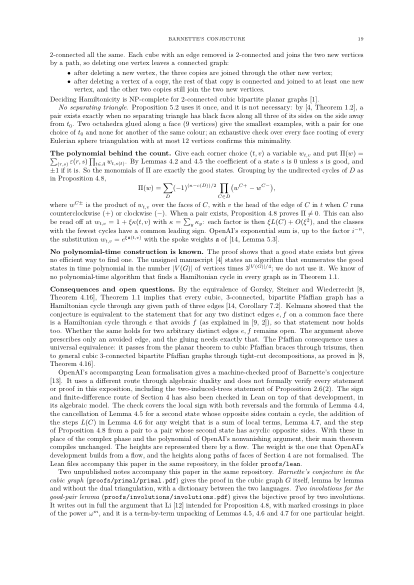 BARNETTE'S CONJECTURE 19
2-connected all the same. Each cube with an edge removed is 2-connected and joins the two new vertices
by a path, so deleting one vertex leaves a connected graph:
• after deleting a new vertex, the three copies are joined through the other new vertex;
• after deleting a vertex of a copy, the rest of that copy is connected and joined to at least one new
vertex, and the other two copies still join the two new vertices.
Deciding Hamiltonicity is NP-complete for 2-connected cubic bipartite planar graphs [1].
No separating triangle. Proposition 5.2 uses it once, and it is not necessary: by [4, Theorem 1.2], a
pair exists exactly when no separating triangle has black faces along all three of its sides on the side away
from t₀. Two octahedra glued along a face (9 vertices) give the smallest examples, with a pair for one
choice of t₀ and none for another of the same colour; an exhaustive check over every face rooting of every
Eulerian sphere triangulation with at most 12 vertices confirms this minimality.
The polynomial behind the count. Give each corner (t, v) a variable w_{t,v} and put Π(w) =
∑_{(τ,s)} ε(τ, s) ∏_{t∈A} w_{t,s(t)}. By Lemmas 4.2 and 4.5 the coefficient of a state s is 0 unless s is good, and
±1 if it is. So the monomials of Π are exactly the good states. Grouping by the undirected cycles of D as
in Proposition 4.8,
Π(w) = ∑_D (−1)^{(n−c(D))/2} ∏_{C∈D} (w^{C+} − w^{C−}),
where w^{C±} is the product of w_{t,v} over the faces of C, with v the head of the edge of C in t when C runs
counterclockwise (+) or clockwise (−). When a pair exists, Proposition 4.8 proves Π ≠ 0. This can also
be read off at w_{t,v} = 1 + ξκ(t, v) with
each factor is then ξL(C) + O(ξ²), and the classes
with the fewest cycles have a common leading sign. OpenAI's exponential sum is, up to the factor
the substitution
with the spoke weights
of [14, Lemma 5.3].
No polynomial-time construction is known. The proof shows that a good state exists but gives
no efficient way to find one. The unsigned manuscript [4] states an algorithm that enumerates the good
states in polynomial time in the number |V(G)| of vertices times
we do not use it. We know of
no polynomial-time algorithm that finds a Hamiltonian cycle in every graph as in Theorem 1.1.
Consequences and open questions. By the equivalence of Gorsky, Steiner and Wiederrecht [8,
Theorem 4.16], Theorem 1.1 implies that every cubic, 3-connected, bipartite Pfaffian graph has a
Hamiltonian cycle through any given path of three edges [14, Corollary 7.2]. Kelmans showed that the
conjecture is equivalent to the statement that for any two distinct edges e, f on a common face there
is a Hamiltonian cycle through e that avoids f (as explained in [9, 2]), so that statement now holds
too. Whether the same holds for two arbitrary distinct edges e, f remains open. The argument above
prescribes only an avoided edge, and the gluing needs exactly that. The Pfaffian consequence uses a
universal equivalence: it passes from the planar theorem to cubic Pfaffian braces through trisums, then
to general cubic 3-connected bipartite Pfaffian graphs through tight-cut decompositions, as proved in [8,
Theorem 4.16].
OpenAI's accompanying Lean formalisation gives a machine-checked proof of Barnette's conjecture
[13]. It uses a different route through algebraic duality and does not formally verify every statement
or proof in this exposition, including the two-induced-trees statement of Proposition 2.6(2). The sign
and finite-difference route of Section 4 has also been checked in Lean on top of that development, in
its algebraic model. The check covers the local sign with both reversals and the formula of Lemma 4.4,
the cancellation of Lemma 4.5 for a second state whose opposite sides contain a cycle, the addition of
the steps L(C) in Lemma 4.6 for any weight that is a sum of local terms, Lemma 4.7, and the step
of Proposition 4.8 from a pair to a pair whose second state has acyclic opposite sides. With these in
place of the complex phase and the polynomial of OpenAI's nonvanishing argument, their main theorem
compiles unchanged. The heights are represented there by a flow. The weight is the one that OpenAI's
development builds from a flow, and the heights along paths of faces of Section 4 are not formalised. The
Lean files accompany this paper in the same repository, in the folder proofs/lean.
Two unpublished notes accompany this paper in the same repository. Barnette's conjecture in the
cubic graph (proofs/primal/primal.pdf) gives the proof in the cubic graph G itself, lemma by lemma
and without the dual triangulation, with a dictionary between the two languages. Two involutions for the
good-pair lemma (proofs/involutions/involutions.pdf) gives the bijective proof by two involutions.
It writes out in full the argument that Li [12] intended for Proposition 4.8, with marked crossings in place
of the power ω^m, and it is a term-by-term unpacking of Lemmas 4.5, 4.6 and 4.7 for one particular height.